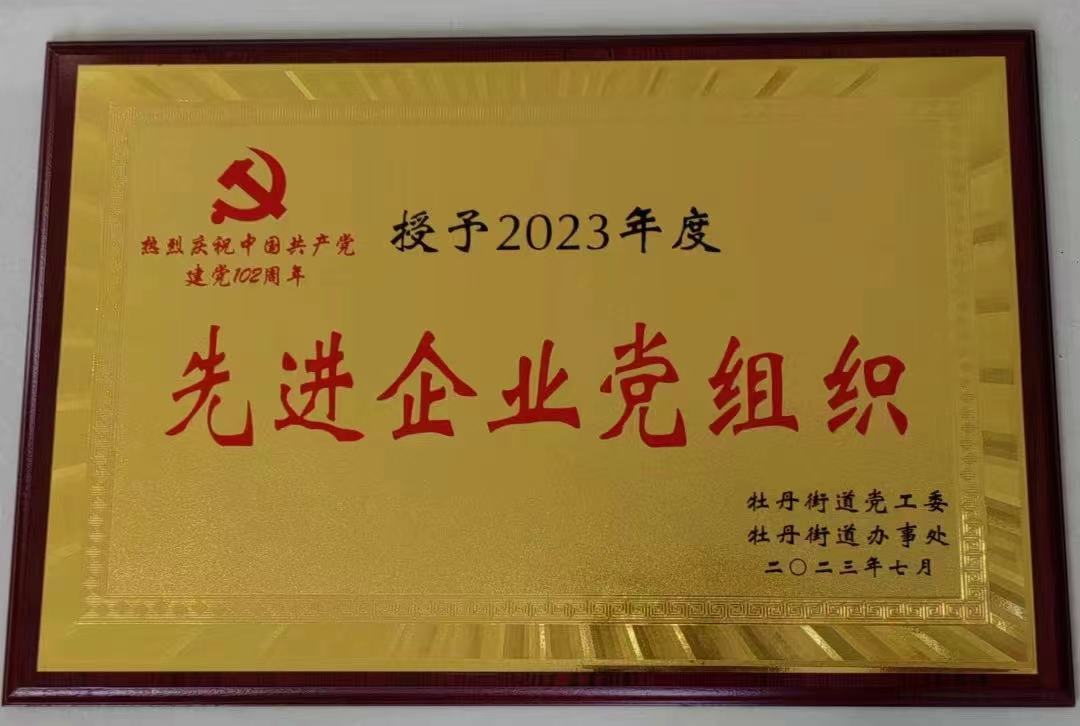 热烈庆祝中国共产党
建党102周年
授予2023年度
先进企业党组织
牡丹街道党工委
牡丹街道办事处
二〇二三年七月